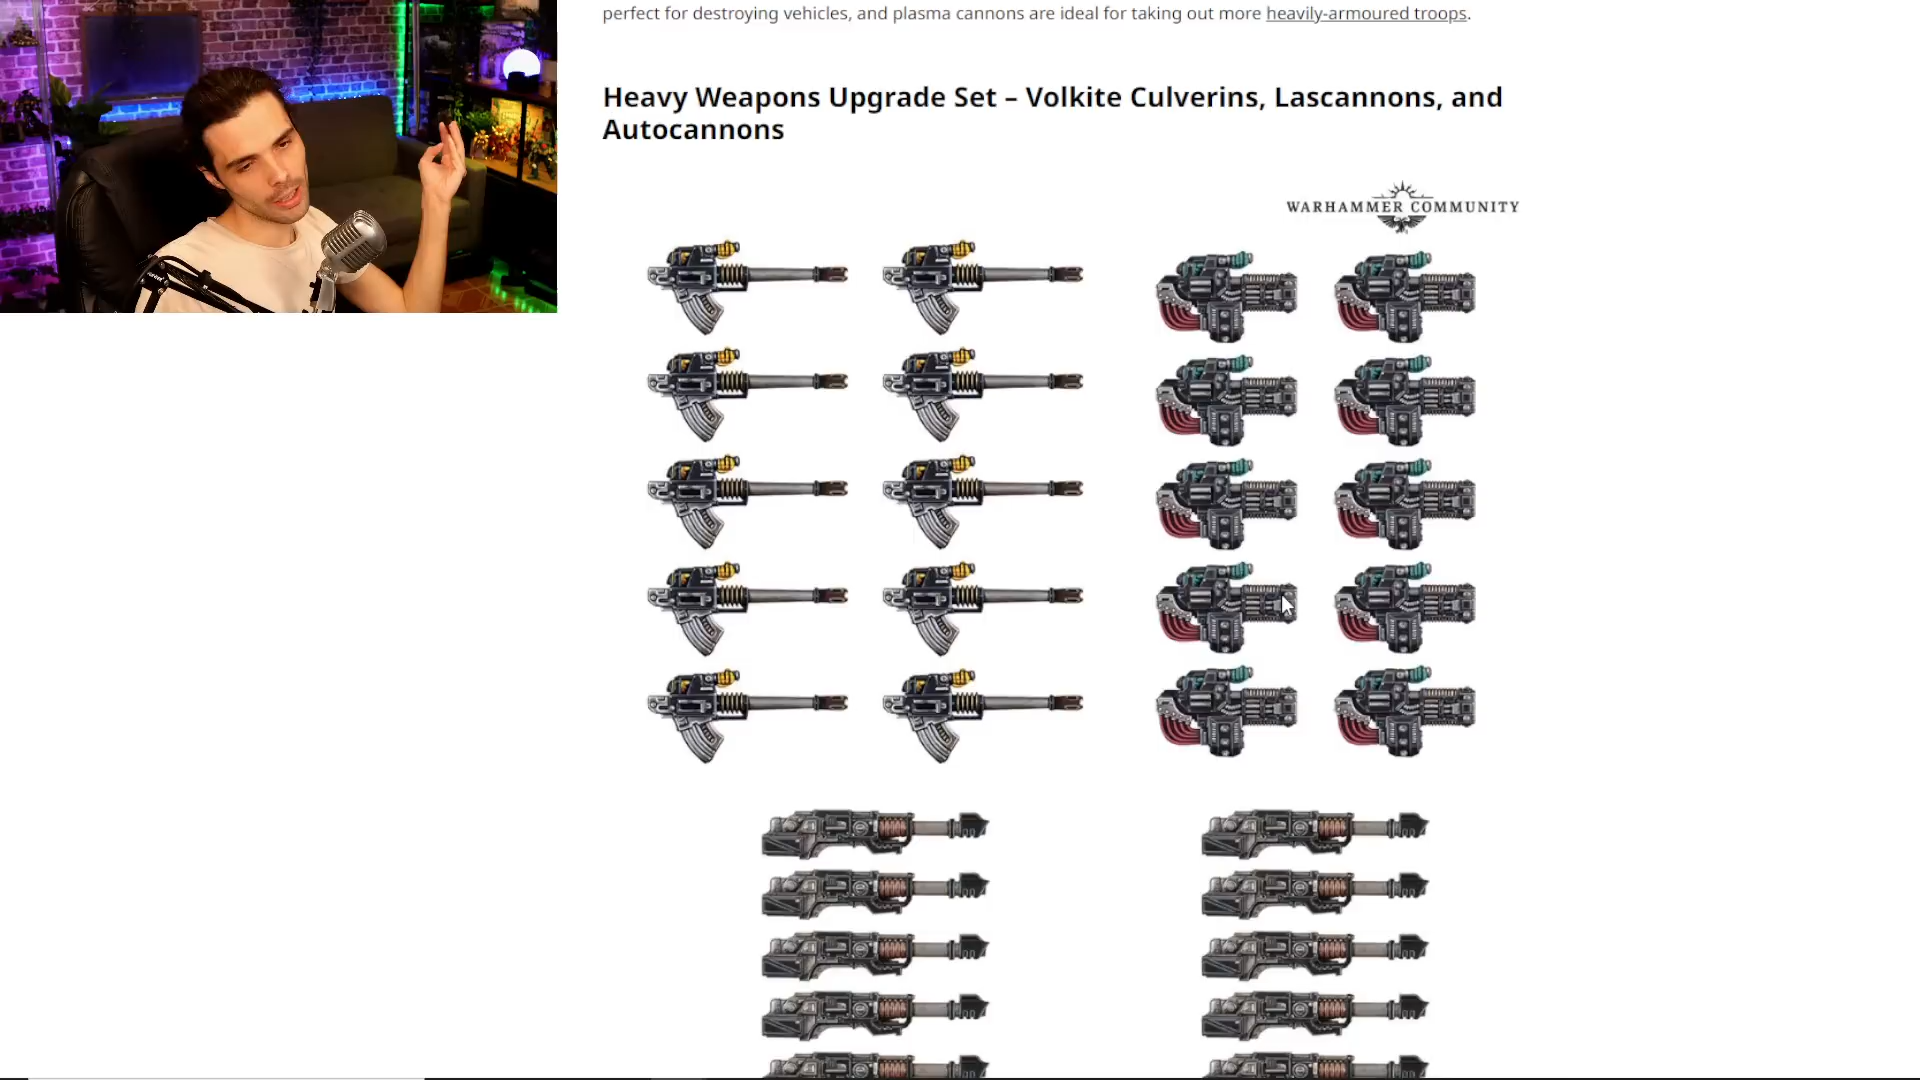 perfect for destroying vehicles, and plasma cannons are ideal for taking out more heavily-armoured troops.
Heavy Weapons Upgrade Set – Volkite Culverins, Lascannons, and
Autocannons
WARHAMMER COMMUNITY